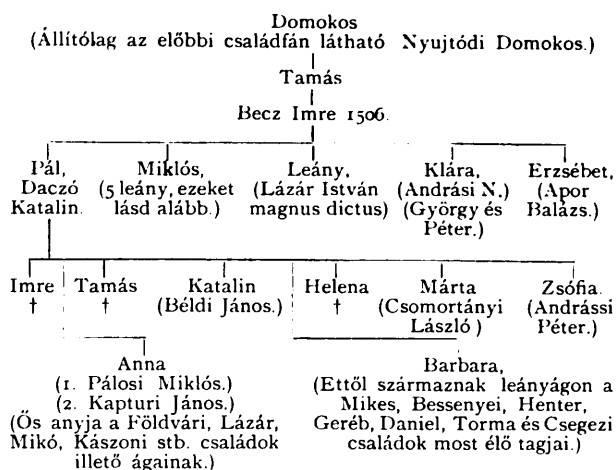 Domokos
(Állítólag az előbbi családfán látható Nyujtódi Domokos.)
Tamás
Becz Imre 1506.
Pál, Miklós, Leány, Klára, Erzsébet,
Daczó (5 leány, ezeket (Lázár István (Andrási N.) (Apor
Katalin. lásd alább.) magnus dictus) (György és Balázs.)
Péter.)
Imre Tamás Katalin Helena Márta Zsófia.
† † (Béldi János.) † (Csomortányi (Andrássi
László) Péter.)
Anna Barbara,
(1. Pálosi Miklós.) (Ettől származnak leányágon a
(2. Kapturi János.) Mikes, Bessenyei, Henter,
(Ős anyja a Földvári, Lázár, Geréb, Daniel, Torma és Csegezi
Mikó, Kászoni stb. családok családok most élő tagjai.)
illető ágainak.)